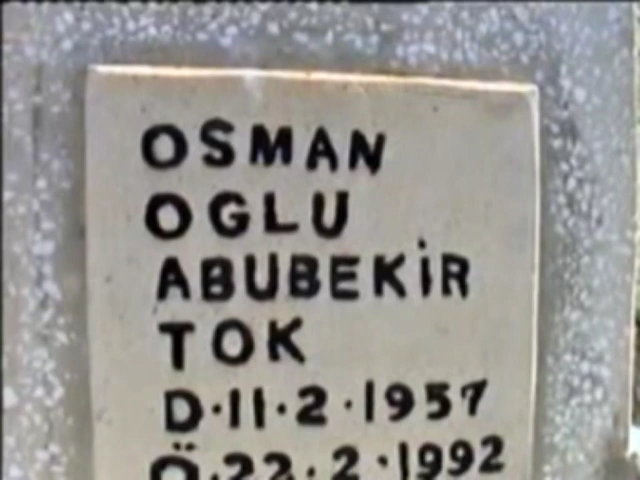 OSMAN
OGLU
ABUBEKİR
TOK
D·11·2·1957
Ö·22·2·1992